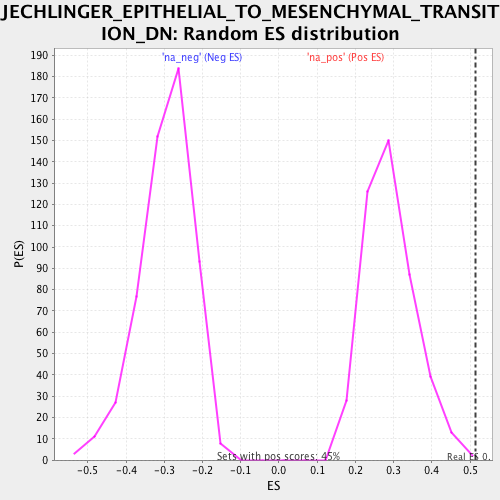 JECHLINGER_EPITHELIAL_TO_MESENCHYMAL_TRANSIT
ION_DN: Random ES distribution
'na_neg' (Neg ES) 'na_pos' (Pos ES)
190
180
170
160
150
140
130
120
110
100
90
80
70
60
50
40
30
20
10
0
P(ES)
Sets with pos scores: 45%
Real ES 0.
-0.5 -0.4 -0.3 -0.2 -0.1 0.0 0.1 0.2 0.3 0.4 0.5
ES